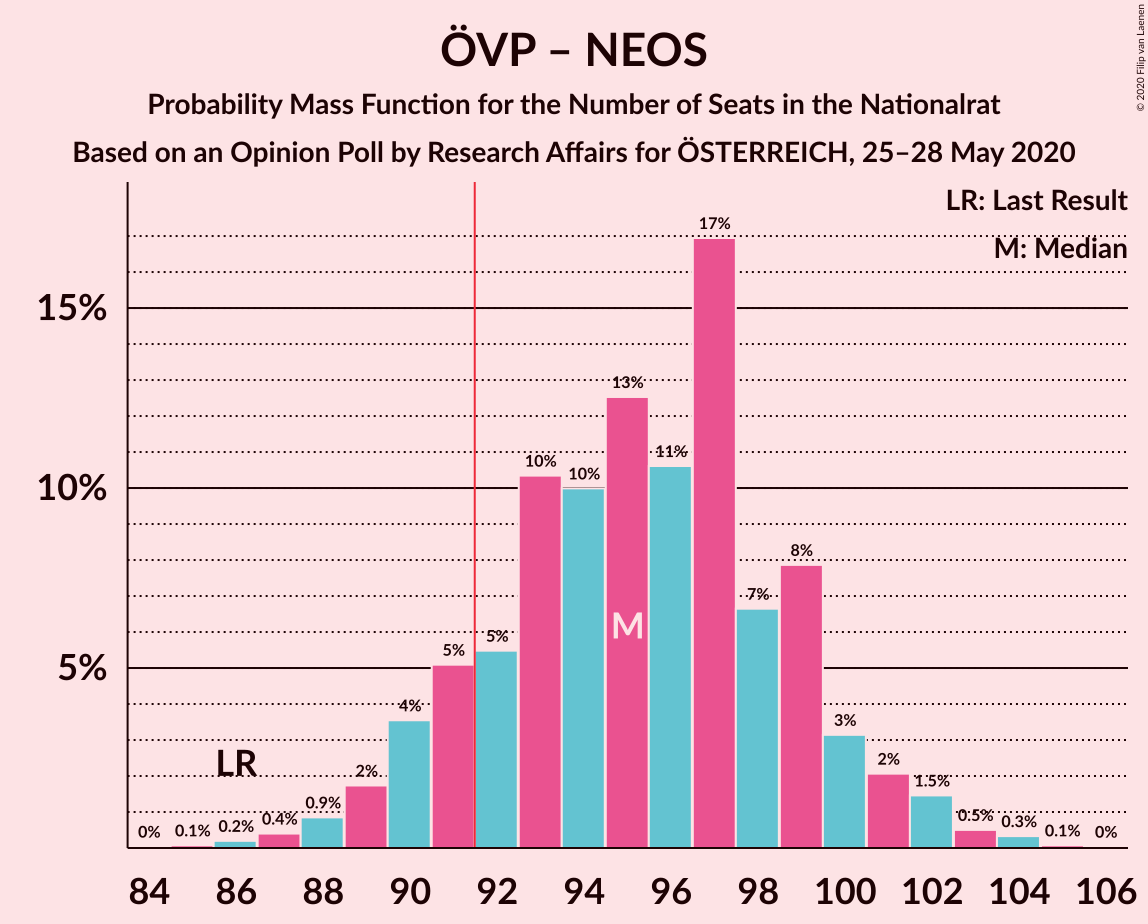 ÖVP – NEOS
Probability Mass Function for the Number of Seats in the Nationalrat
Based on an Opinion Poll by Research Affairs for ÖSTERREICH, 25–28 May 2020
© 2020 Filip van Laenen
LR: Last Result
M: Median
17%
15%
13%
11%
10%
10%
10%
8%
7%
5%
5%
5%
4%
3%
LR
2%
2%
1.5%
0.9%
0.5%
0.4%
0.3%
0.2%
0.1%
0.1%
0%
0%
M
84 86 88 90 92 94 96 98 100 102 104 106